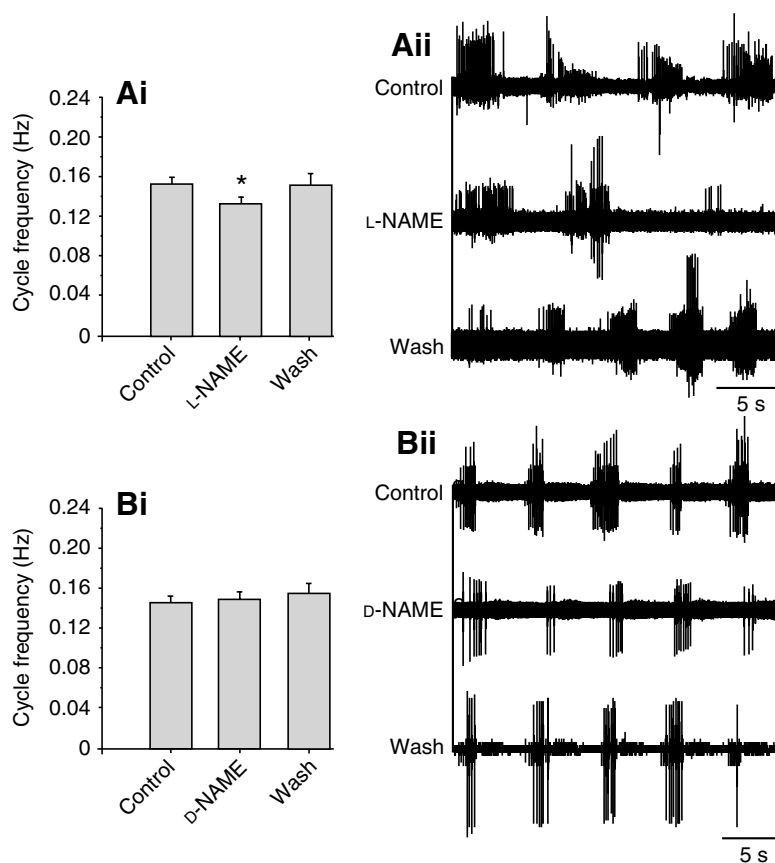 Ai
Cycle frequency (Hz)
0.24
0.20
0.16
0.12
0.08
0.04
0
*
Control
L-NAME
Wash
Aii
Control
L-NAME
Wash
5 s
Bi
Cycle frequency (Hz)
0.24
0.20
0.16
0.12
0.08
0.04
0
Control
D-NAME
Wash
Bii
Control
D-NAME
Wash
5 s